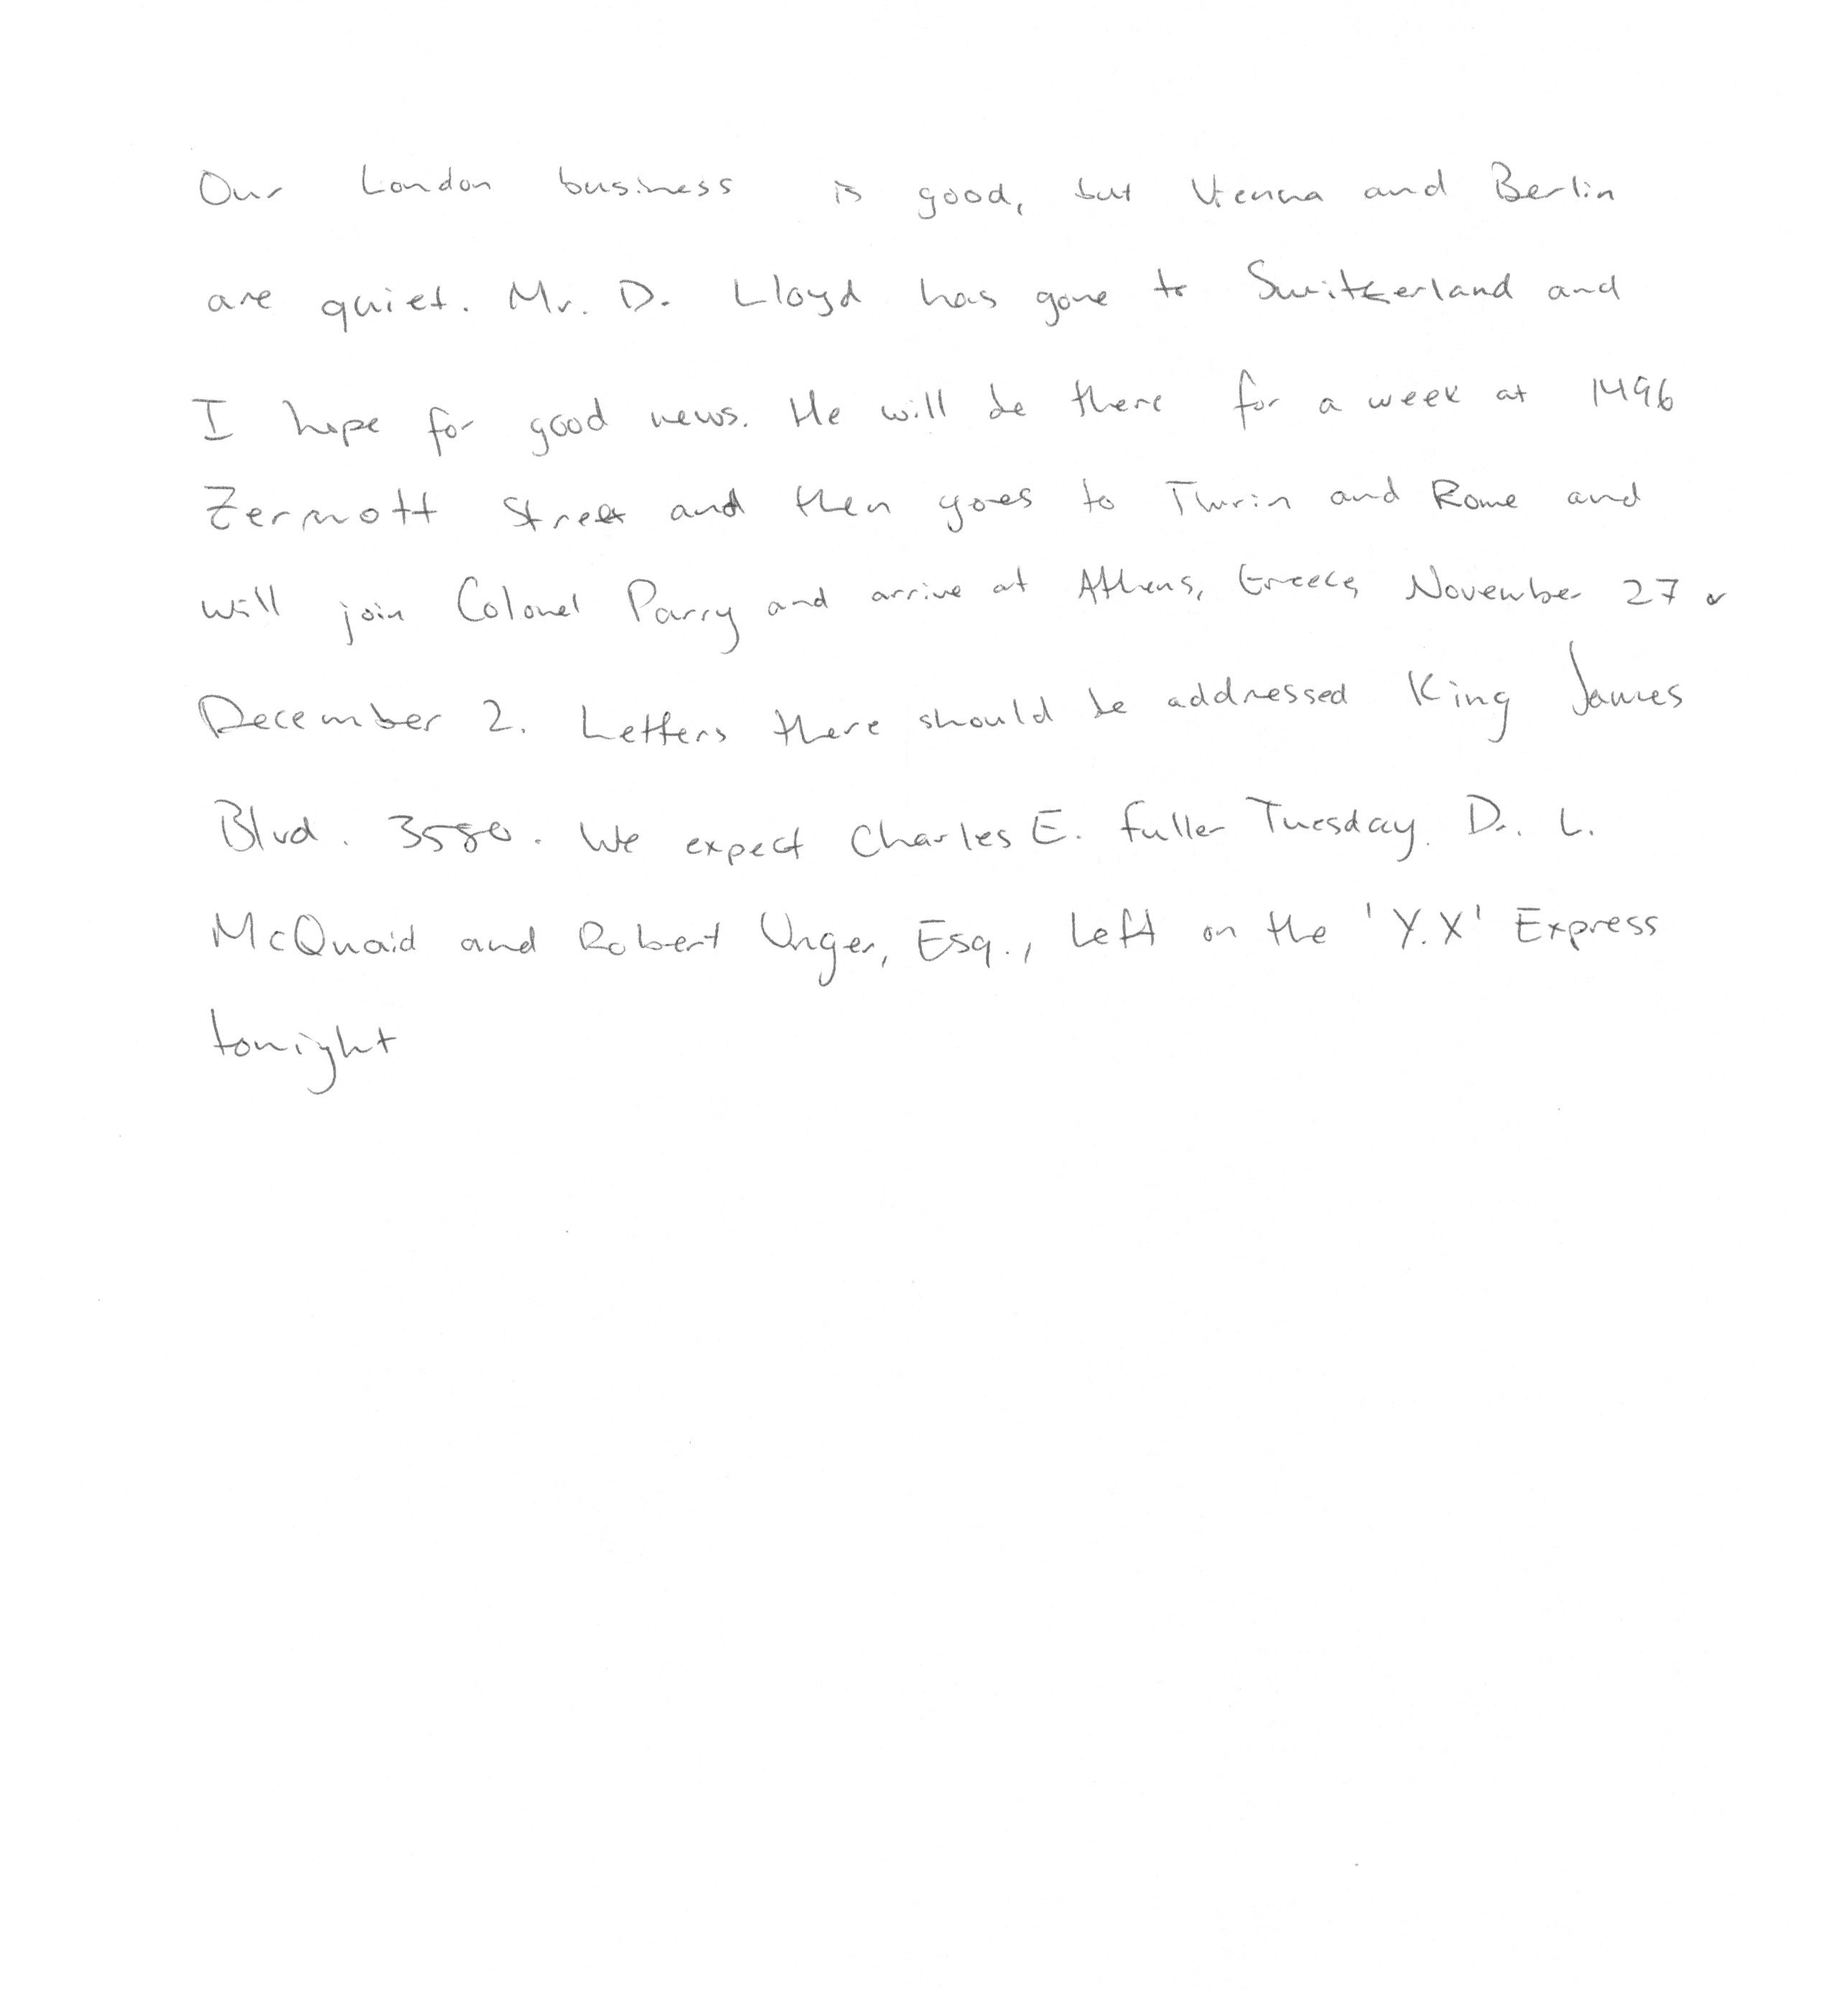 Our London business is good, but Vienna and Berlin
are quiet. Mr. D. Lloyd has gone to Switzerland and
I hope for good news. He will be there for a week at 1496
Zermott Street and then goes to Turin and Rome and
will join Colonel Parry and arrive at Athens, Greece, November 27 or
December 2. Letters there should be addressed King James
Blvd. 3580. We expect Charles E. Fuller Tuesday. Dr. L.
McQuaid and Robert Unger, Esq., left on the 'Y.X' Express
tonight